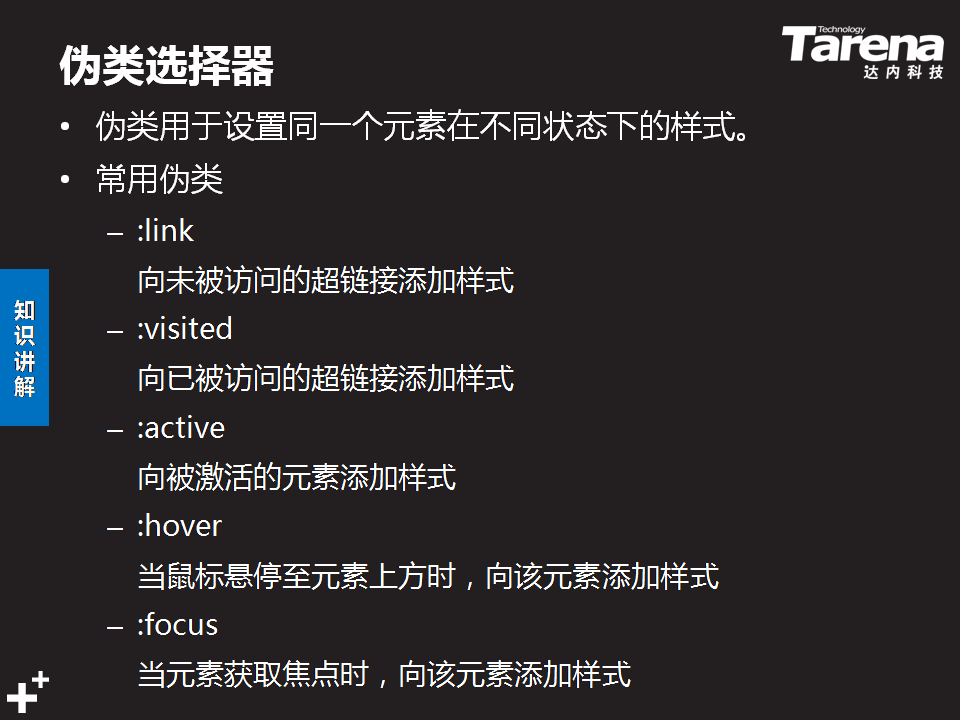 伪类选择器
Technology
Tarena
达内科技
• 伪类用于设置同一个元素在不同状态下的样式。
• 常用伪类
– :link
向未被访问的超链接添加样式
– :visited
向已被访问的超链接添加样式
– :active
向被激活的元素添加样式
– :hover
当鼠标悬停至元素上方时，向该元素添加样式
– :focus
当元素获取焦点时，向该元素添加样式
知识讲解